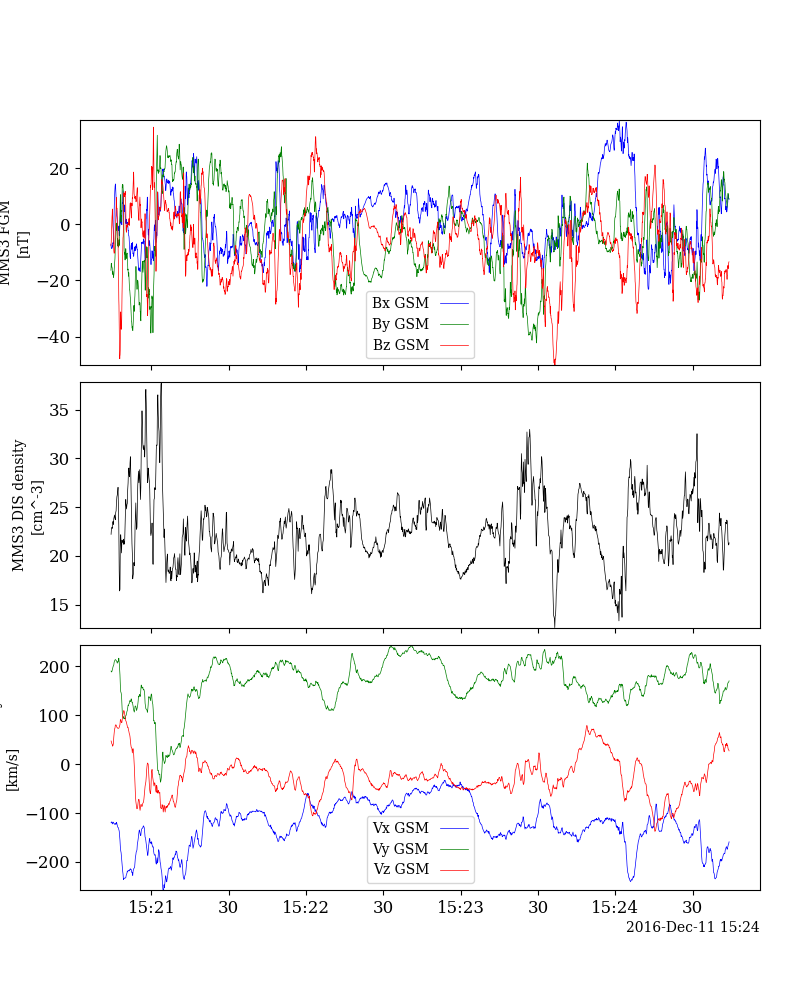 MMS3 FGM
[nT]
20
0
−20
−40
Bx GSM
By GSM
Bz GSM
MMS3 DIS density
[cm^-3]
35
30
25
20
15
[km/s]
200
100
0
−100
−200
Vx GSM
Vy GSM
Vz GSM
15:21 30 15:22 30 15:23 30 15:24 30
2016-Dec-11 15:24